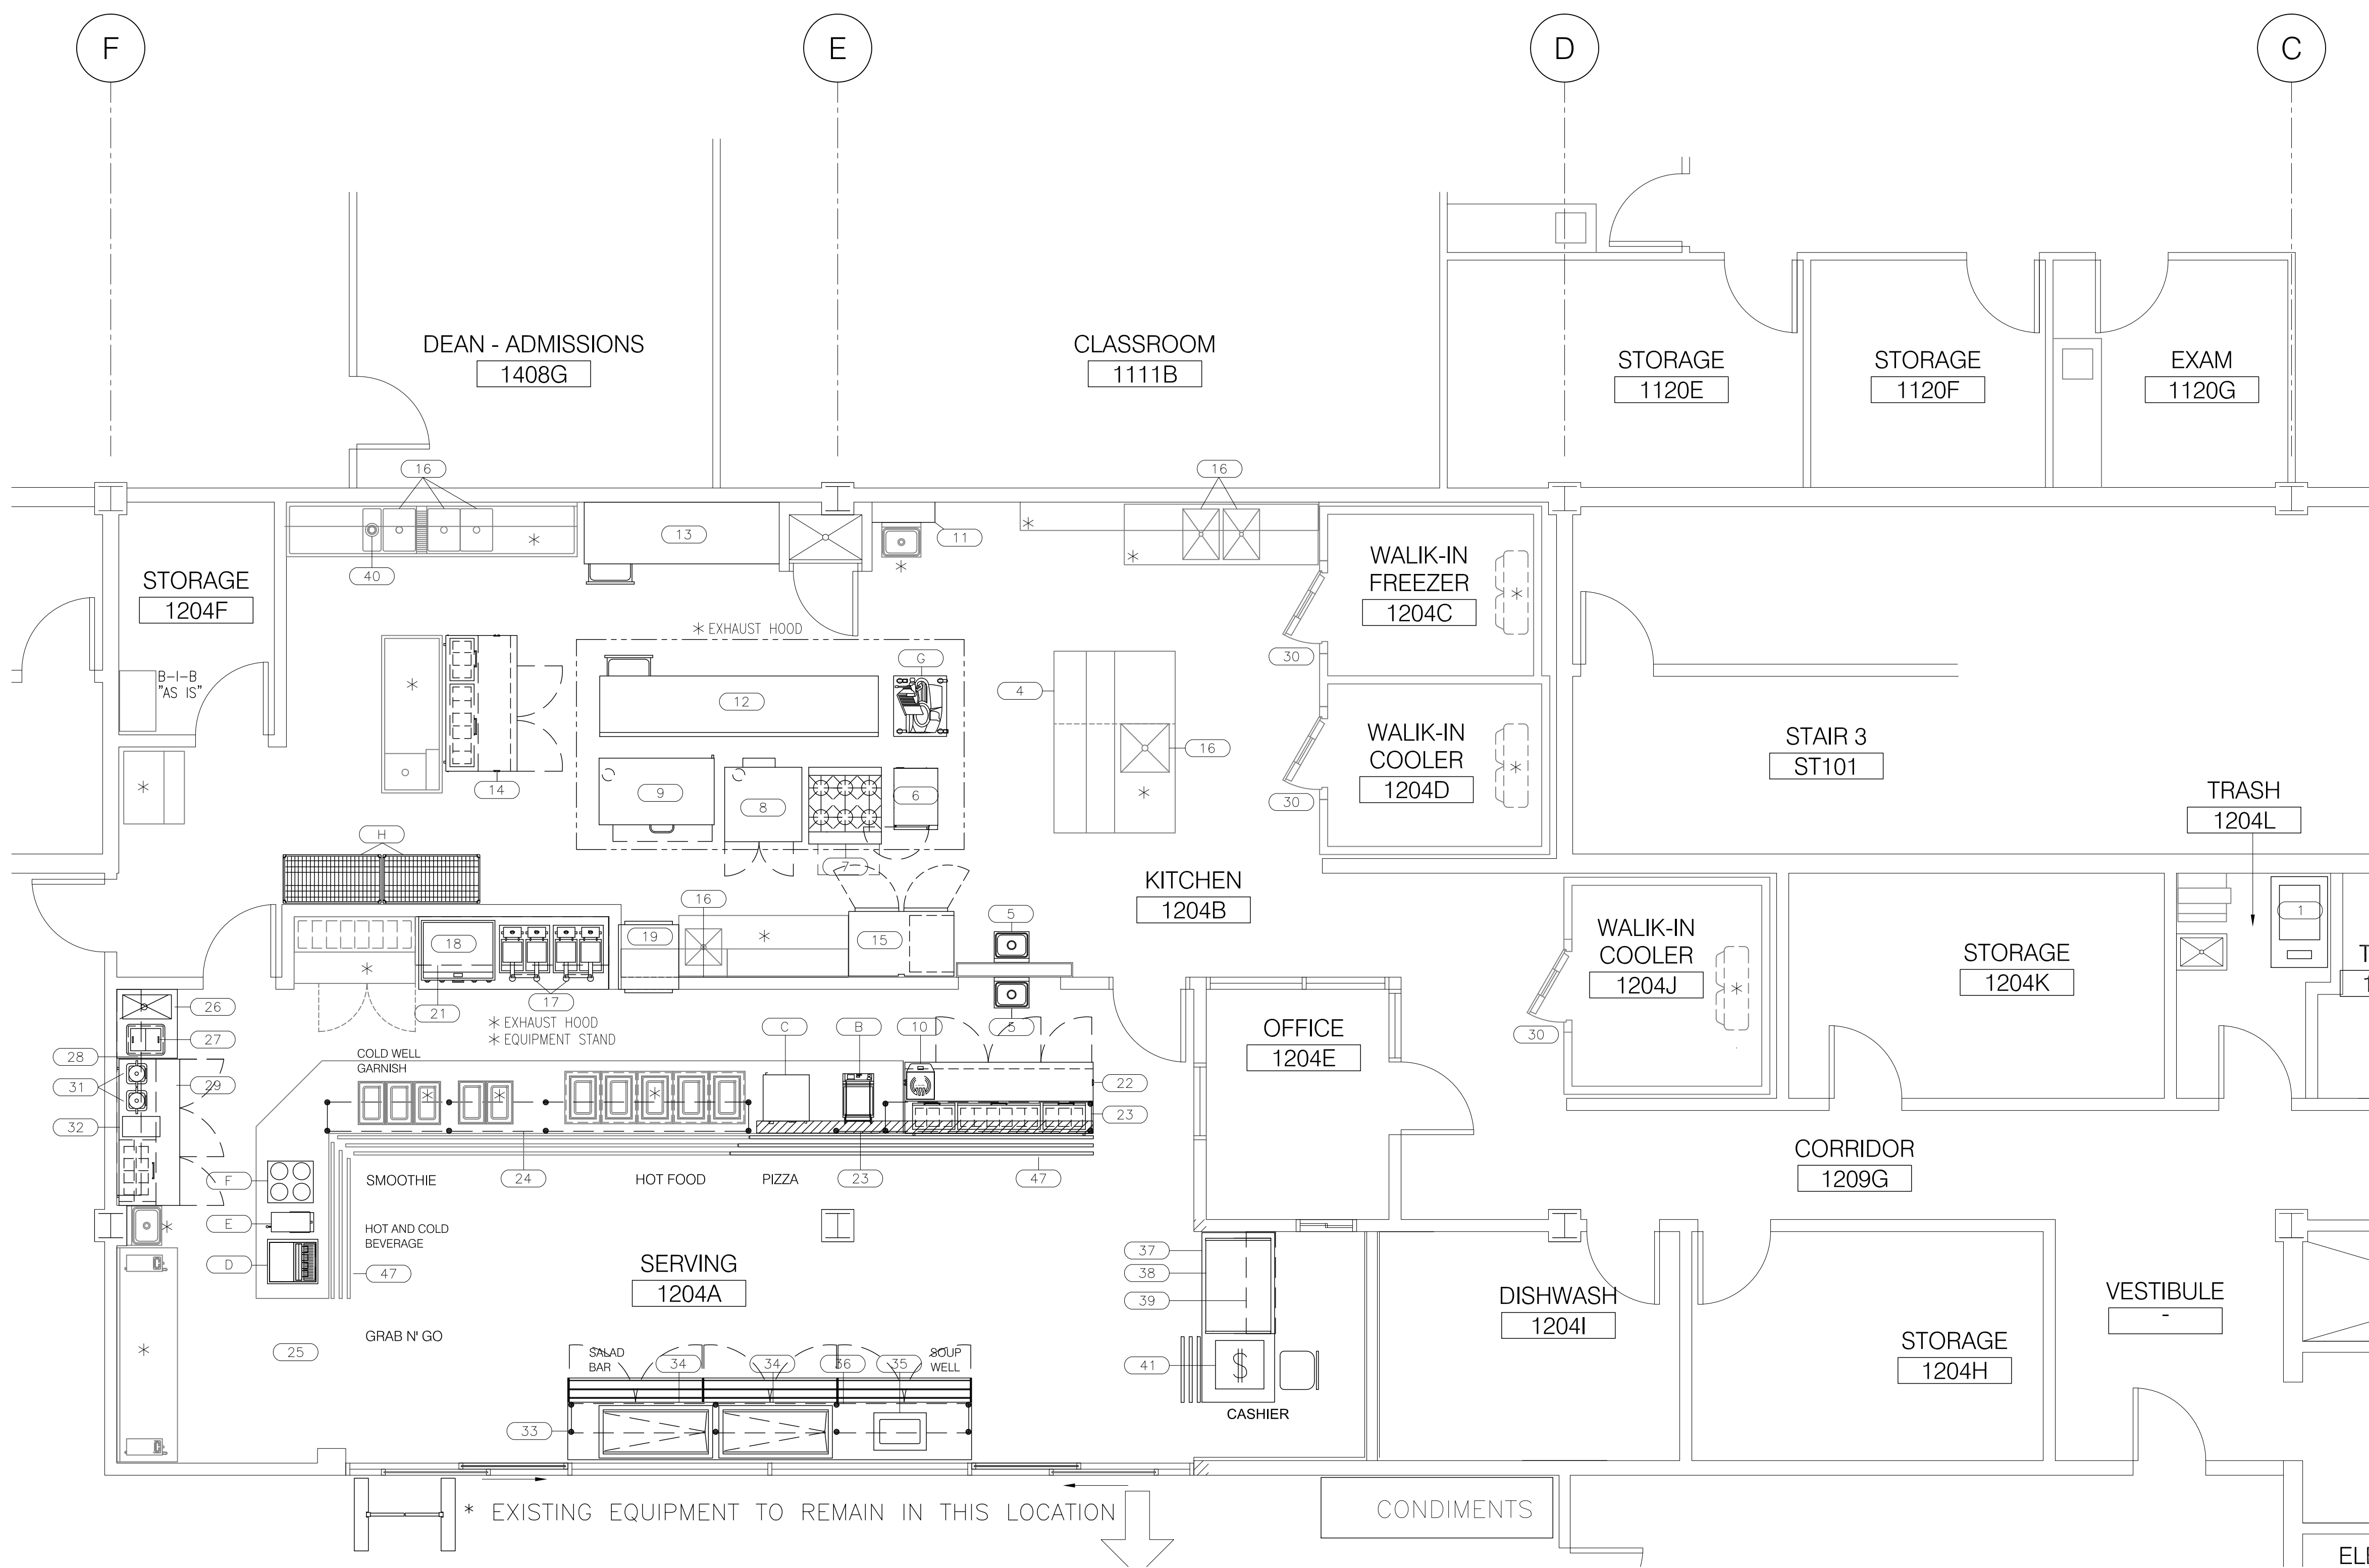 F
E
D
C
DEAN - ADMISSIONS
1408G
CLASSROOM
1111B
STORAGE
1120E
STORAGE
1120F
EXAM
1120G
16
16
13
11
40
STORAGE
1204F
WALIK-IN
FREEZER
1204C
* EXHAUST HOOD
30
G
4
12
B-I-B
"AS IS"
WALIK-IN
COOLER
1204D
16
STAIR 3
ST101
14
9
8
6
30
TRASH
1204L
H
7
KITCHEN
1204B
16
5
1
18
19
15
WALIK-IN
COOLER
1204J
STORAGE
1204K
T
1
26
17
21
* EXHAUST HOOD
* EQUIPMENT STAND
C
B
10
5
OFFICE
1204E
30
27
28
COLD WELL
GARNISH
31
29
22
32
23
CORRIDOR
1209G
F
SMOOTHIE
24
HOT FOOD
PIZZA
23
47
E
HOT AND COLD
BEVERAGE
D
47
SERVING
1204A
37
38
39
DISHWASH
1204I
VESTIBULE
-
GRAB N' GO
25
SALAD
BAR
34
34
36
35
SOUP
WELL
41
$
STORAGE
1204H
CASHIER
33
* EXISTING EQUIPMENT TO REMAIN IN THIS LOCATION
CONDIMENTS
ELE